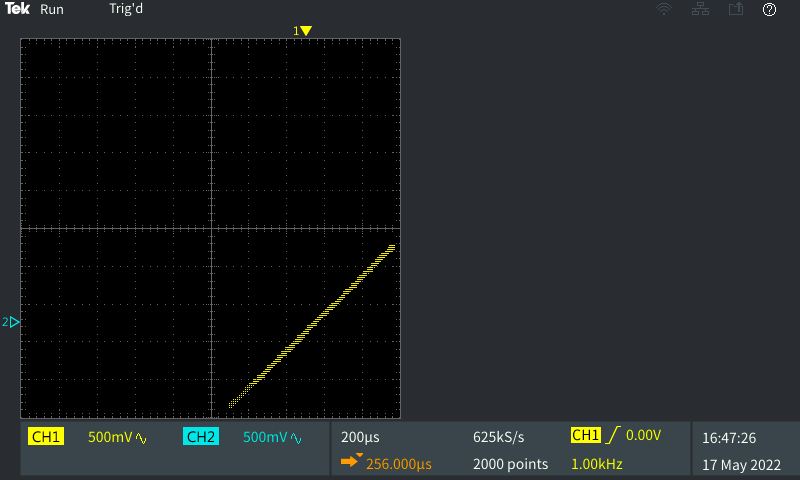 Tek Run Trig'd
1
2
CH1 500mV CH2 500mV 200µs 625kS/s CH1 0.00V 16:47:26
256.000µs 2000 points 1.00kHz 17 May 2022